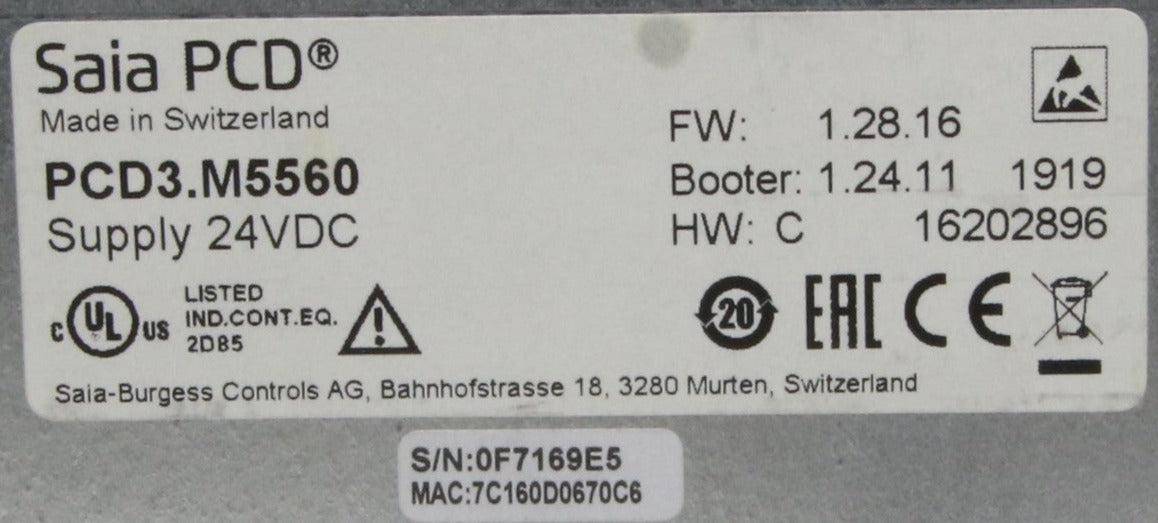 Saia PCD®
Made in Switzerland
PCD3.M5560
Supply 24VDC
FW: 1.28.16
Booter: 1.24.11 1919
HW: C 16202896
C UL US
LISTED
IND.CONT.EQ.
2D85
20 EAC CE
Saia-Burgess Controls AG, Bahnhofstrasse 18, 3280 Murten, Switzerland
S/N:0F7169E5
MAC:7C160D0670C6